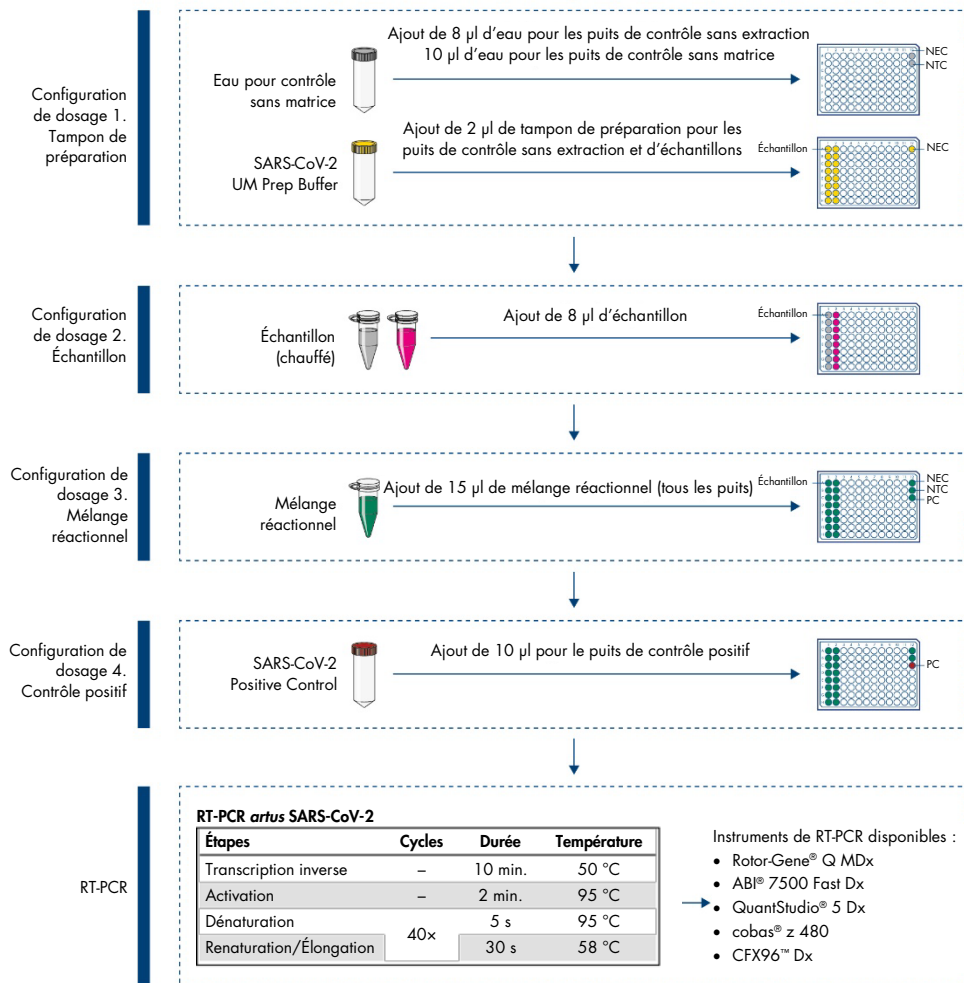 Configuration
de dosage 1.
Tampon de
préparation
Eau pour contrôle
sans matrice
Ajout de 8 µl d’eau pour les puits de contrôle sans extraction
10 µl d’eau pour les puits de contrôle sans matrice
NEC
NTC
SARS-CoV-2
UM Prep Buffer
Ajout de 2 µl de tampon de préparation pour les
puits de contrôle sans extraction et d’échantillons
Échantillon
NEC
Configuration
de dosage 2.
Échantillon
Échantillon
(chauffé)
Ajout de 8 µl d’échantillon
Échantillon
Configuration de
dosage 3.
Mélange
réactionnel
Mélange
réactionnel
Ajout de 15 µl de mélange réactionnel (tous les puits)
Échantillon
NEC
NTC
PC
Configuration de
dosage 4.
Contrôle positif
SARS-CoV-2
Positive Control
Ajout de 10 µl pour le puits de contrôle positif
PC
RT-PCR
RT-PCR artus SARS-CoV-2
Étapes Cycles Durée Température
Transcription inverse – 10 min. 50 °C
Activation – 2 min. 95 °C
Dénaturation 5 s 95 °C
40×
Renaturation/Élongation 30 s 58 °C
Instruments de RT-PCR disponibles :
• Rotor-Gene® Q MDx
• ABI® 7500 Fast Dx
• QuantStudio® 5 Dx
• cobas® z 480
• CFX96™ Dx